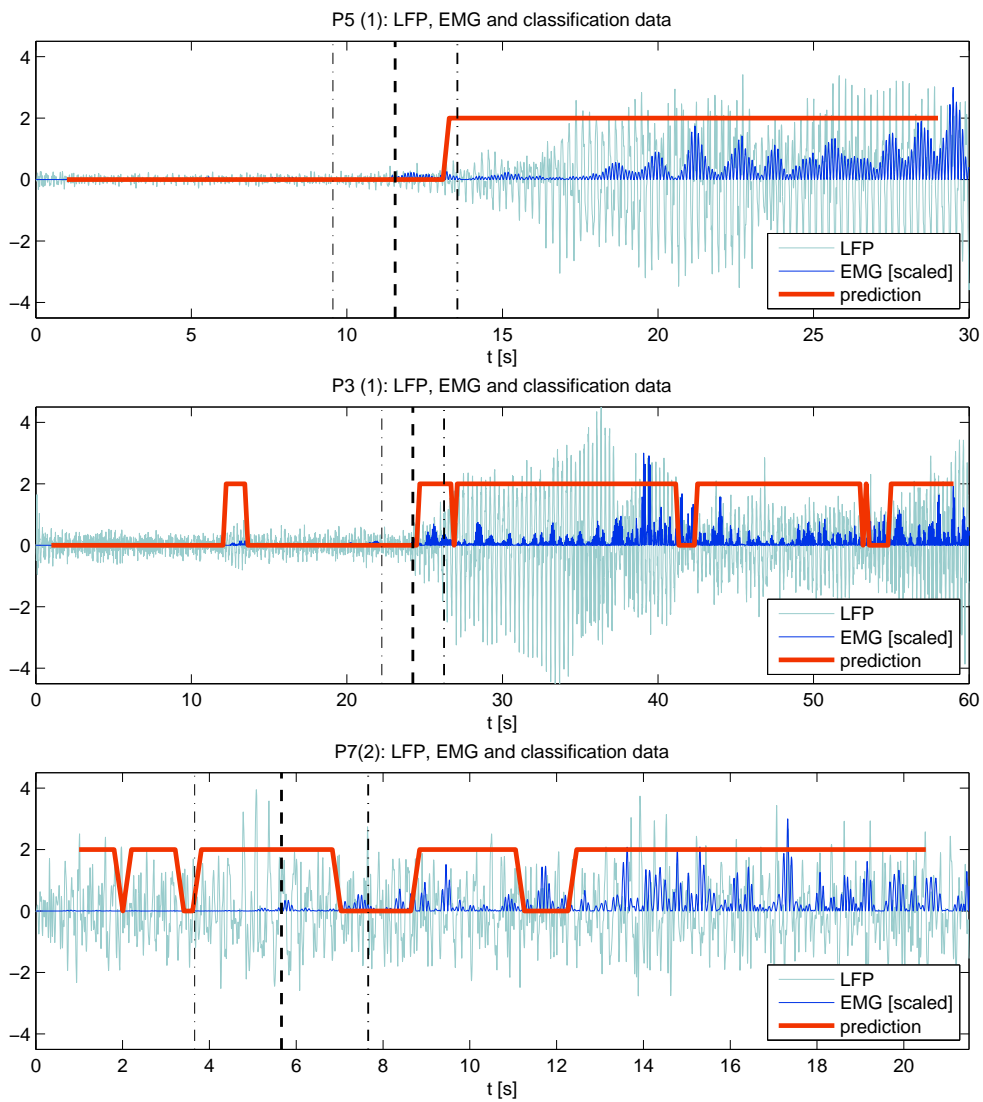 P5 (1): LFP, EMG and classification data
4
2
0
−2
−4
0 5 10 15 20 25 30
t [s]
LFP
EMG [scaled]
prediction
P3 (1): LFP, EMG and classification data
4
2
0
−2
−4
0 10 20 30 40 50 60
t [s]
LFP
EMG [scaled]
prediction
P7(2): LFP, EMG and classification data
4
2
0
−2
−4
0 2 4 6 8 10 12 14 16 18 20
t [s]
LFP
EMG [scaled]
prediction